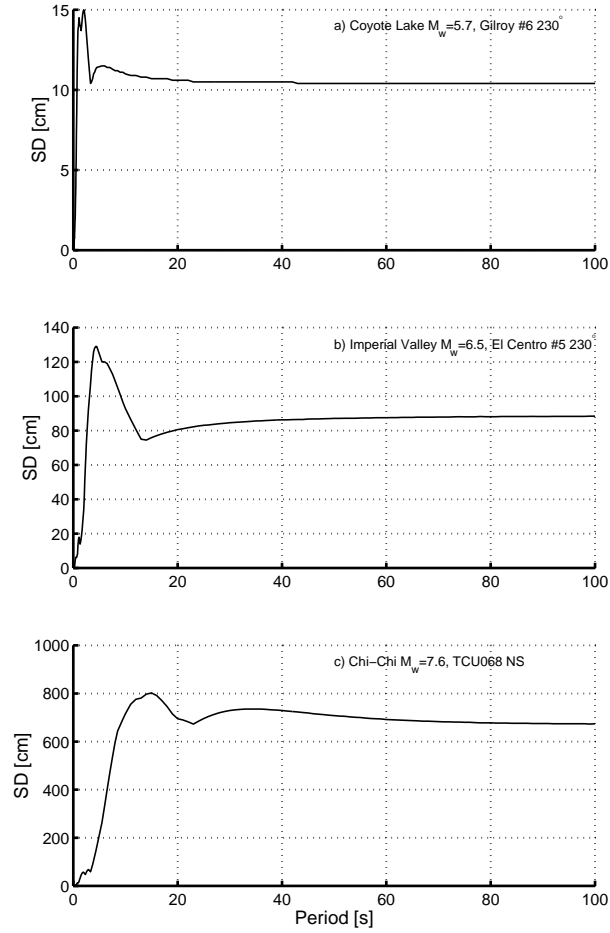 15
10
5
0
SD [cm]
a) Coyote Lake M_w=5.7, Gilroy #6 230°
0 20 40 60 80 100
140
120
100
80
60
40
20
0
SD [cm]
b) Imperial Valley M_w=6.5, El Centro #5 230°
0 20 40 60 80 100
1000
800
600
400
200
0
SD [cm]
c) Chi−Chi M_w=7.6, TCU068 NS
0 20 40 60 80 100
Period [s]